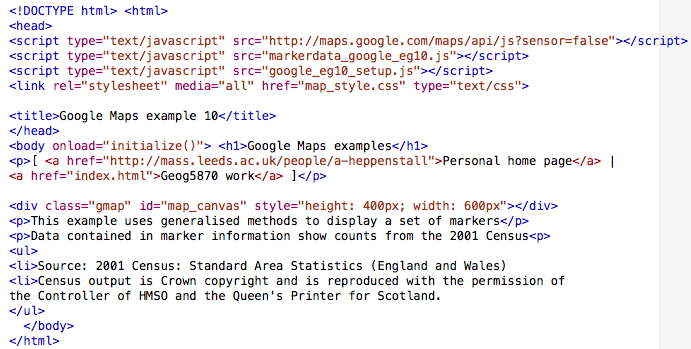 <!DOCTYPE html> <html>
<head>
<script type="text/javascript" src="http://maps.google.com/maps/api/js?sensor=false"></script>
<script type="text/javascript" src="markerdata_google_eg10.js"></script>
<script type="text/javascript" src="google_eg10_setup.js"></script>
<link rel="stylesheet" media="all" href="map_style.css" type="text/css">
<title>Google Maps example 10</title>
</head>
<body onload="initialize()"> <h1>Google Maps examples</h1>
<p>[ <a href="http://mass.leeds.ac.uk/people/a-heppenstall">Personal home page</a> |
<a href="index.html">Geog5870 work</a> ]</p>
<div class="gmap" id="map_canvas" style="height: 400px; width: 600px"></div>
<p>This example uses generalised methods to display a set of markers</p>
<p>Data contained in marker information show counts from the 2001 Census<p>
<ul>
<li>Source: 2001 Census: Standard Area Statistics (England and Wales)
<li>Census output is Crown copyright and is reproduced with the permission of
the Controller of HMSO and the Queen's Printer for Scotland.
</ul>
</body>
</html>